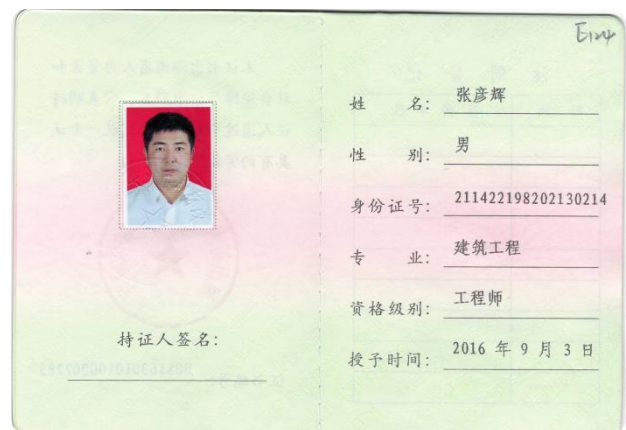 E124
姓 名: 张彦辉
性 别: 男
身份证号: 211422198202130214
专 业: 建筑工程
资格级别: 工程师
授予时间: 2016 年 9 月 3 日
持证人签名: